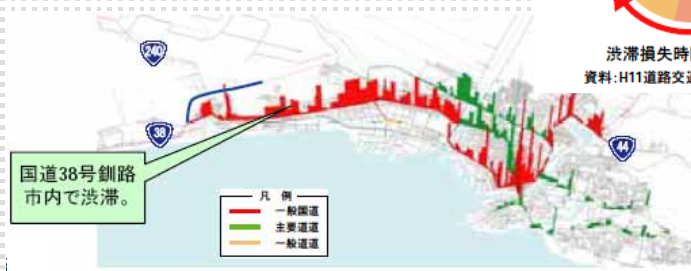 渋滞損失時
資料:H11道路交
240
38
44
国道38号釧路
市内で渋滞。
凡 例
一般国道
主要道道
一般道道